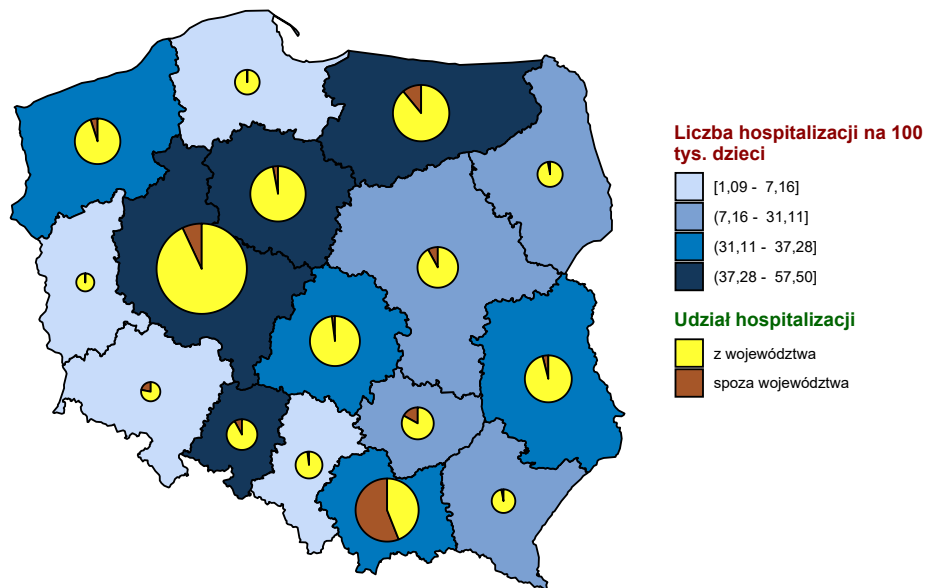 Liczba hospitalizacji na 100
tys. dzieci
[1,09 - 7,16]
(7,16 - 31,11]
(31,11 - 37,28]
(37,28 - 57,50]
Udział hospitalizacji
z województwa
spoza województwa